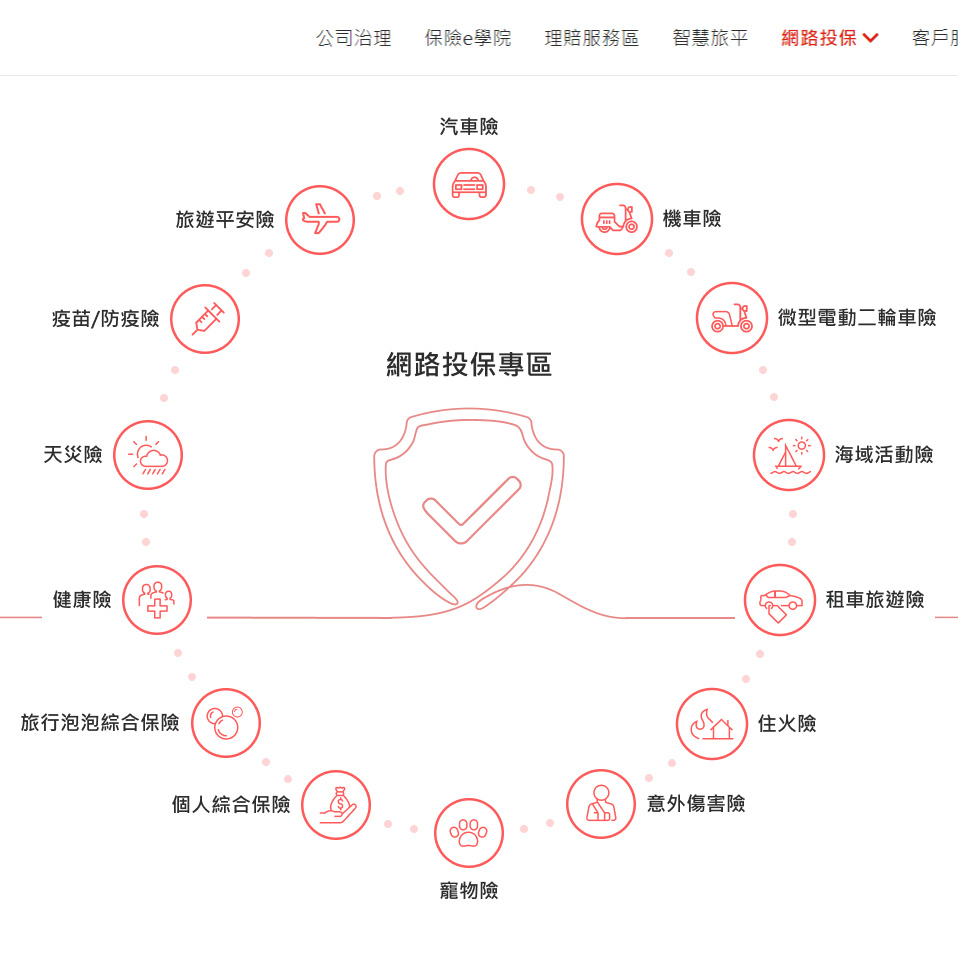 公司治理 保險e學院 理賠服務區 智慧旅平 網路投保 客戶服
汽車險
旅遊平安險
機車險
疫苗/防疫險
微型電動二輪車險
網路投保專區
天災險
海域活動險
健康險
租車旅遊險
旅行泡泡綜合保險
住火險
個人綜合保險
意外傷害險
寵物險